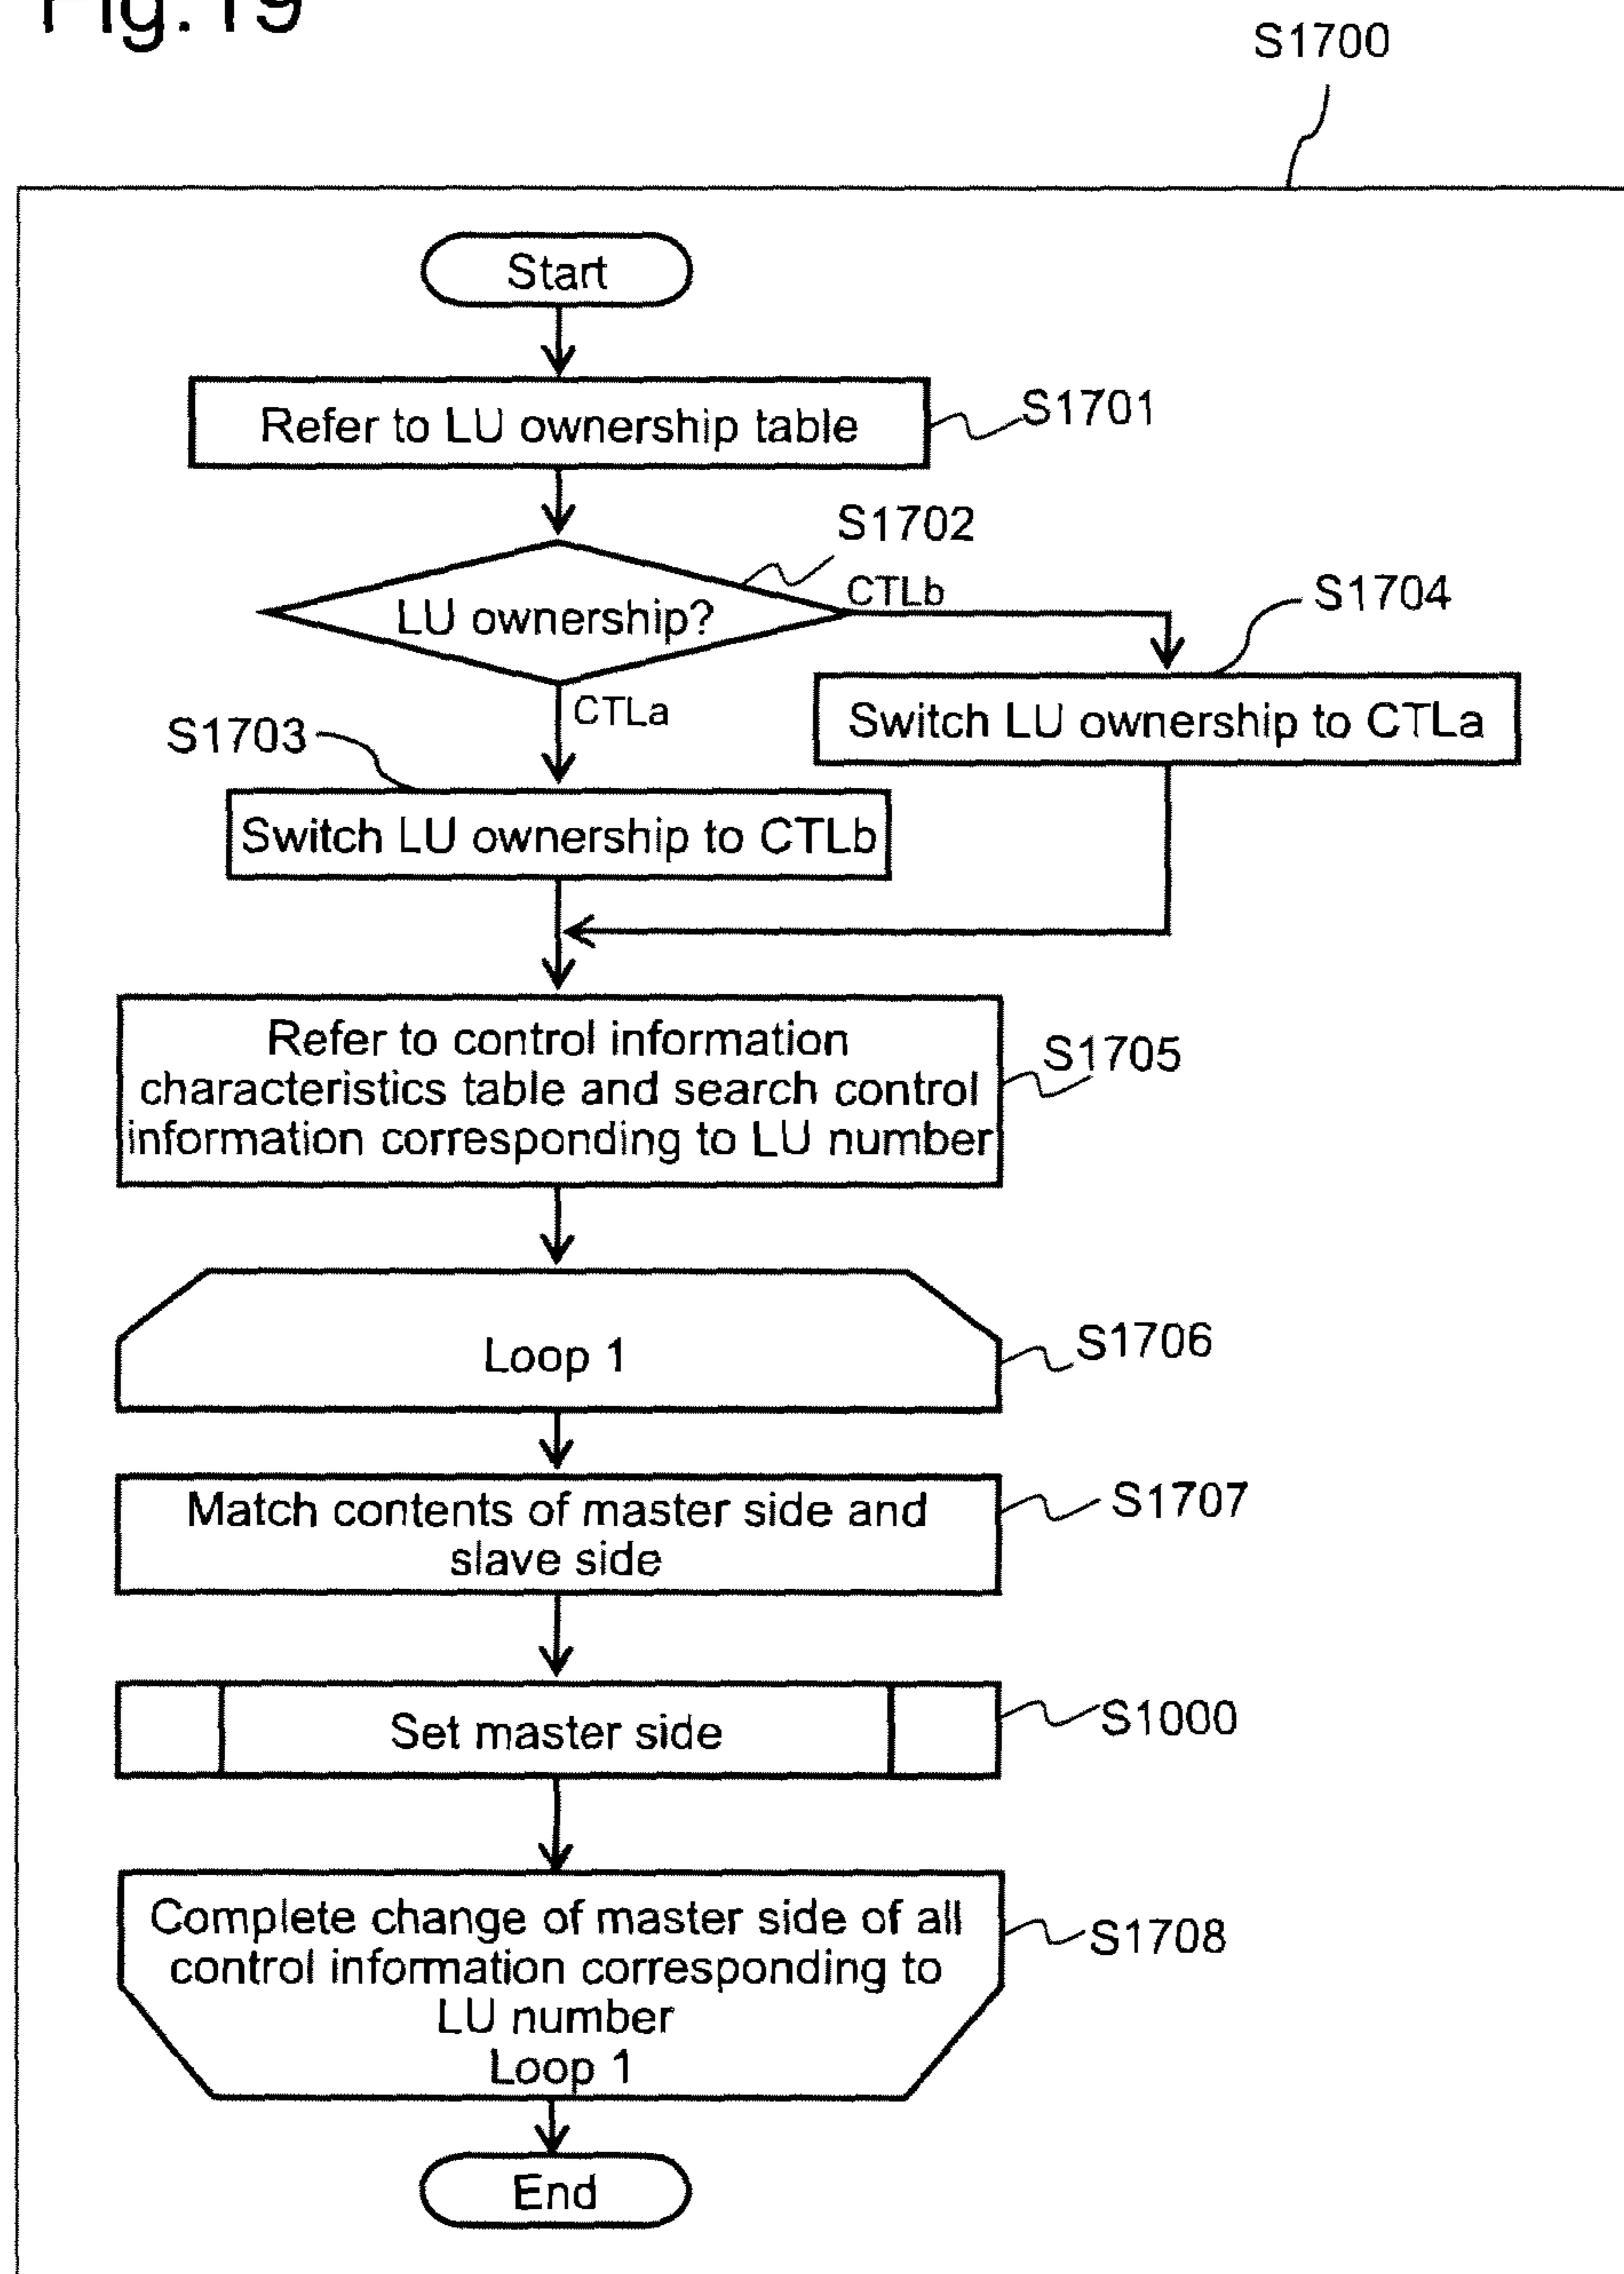 Fig. 19
S1700
Start
Refer to LU ownership table
S1701
S1702
LU ownership?
CTLb
S1704
CTLa
Switch LU ownership to CTLa
S1703
Switch LU ownership to CTLb
Refer to control information
characteristics table and search control
information corresponding to LU number
S1705
Loop 1
S1706
Match contents of master side and
slave side
S1707
Set master side
S1000
Complete change of master side of all
control information corresponding to
LU number
Loop 1
S1708
End